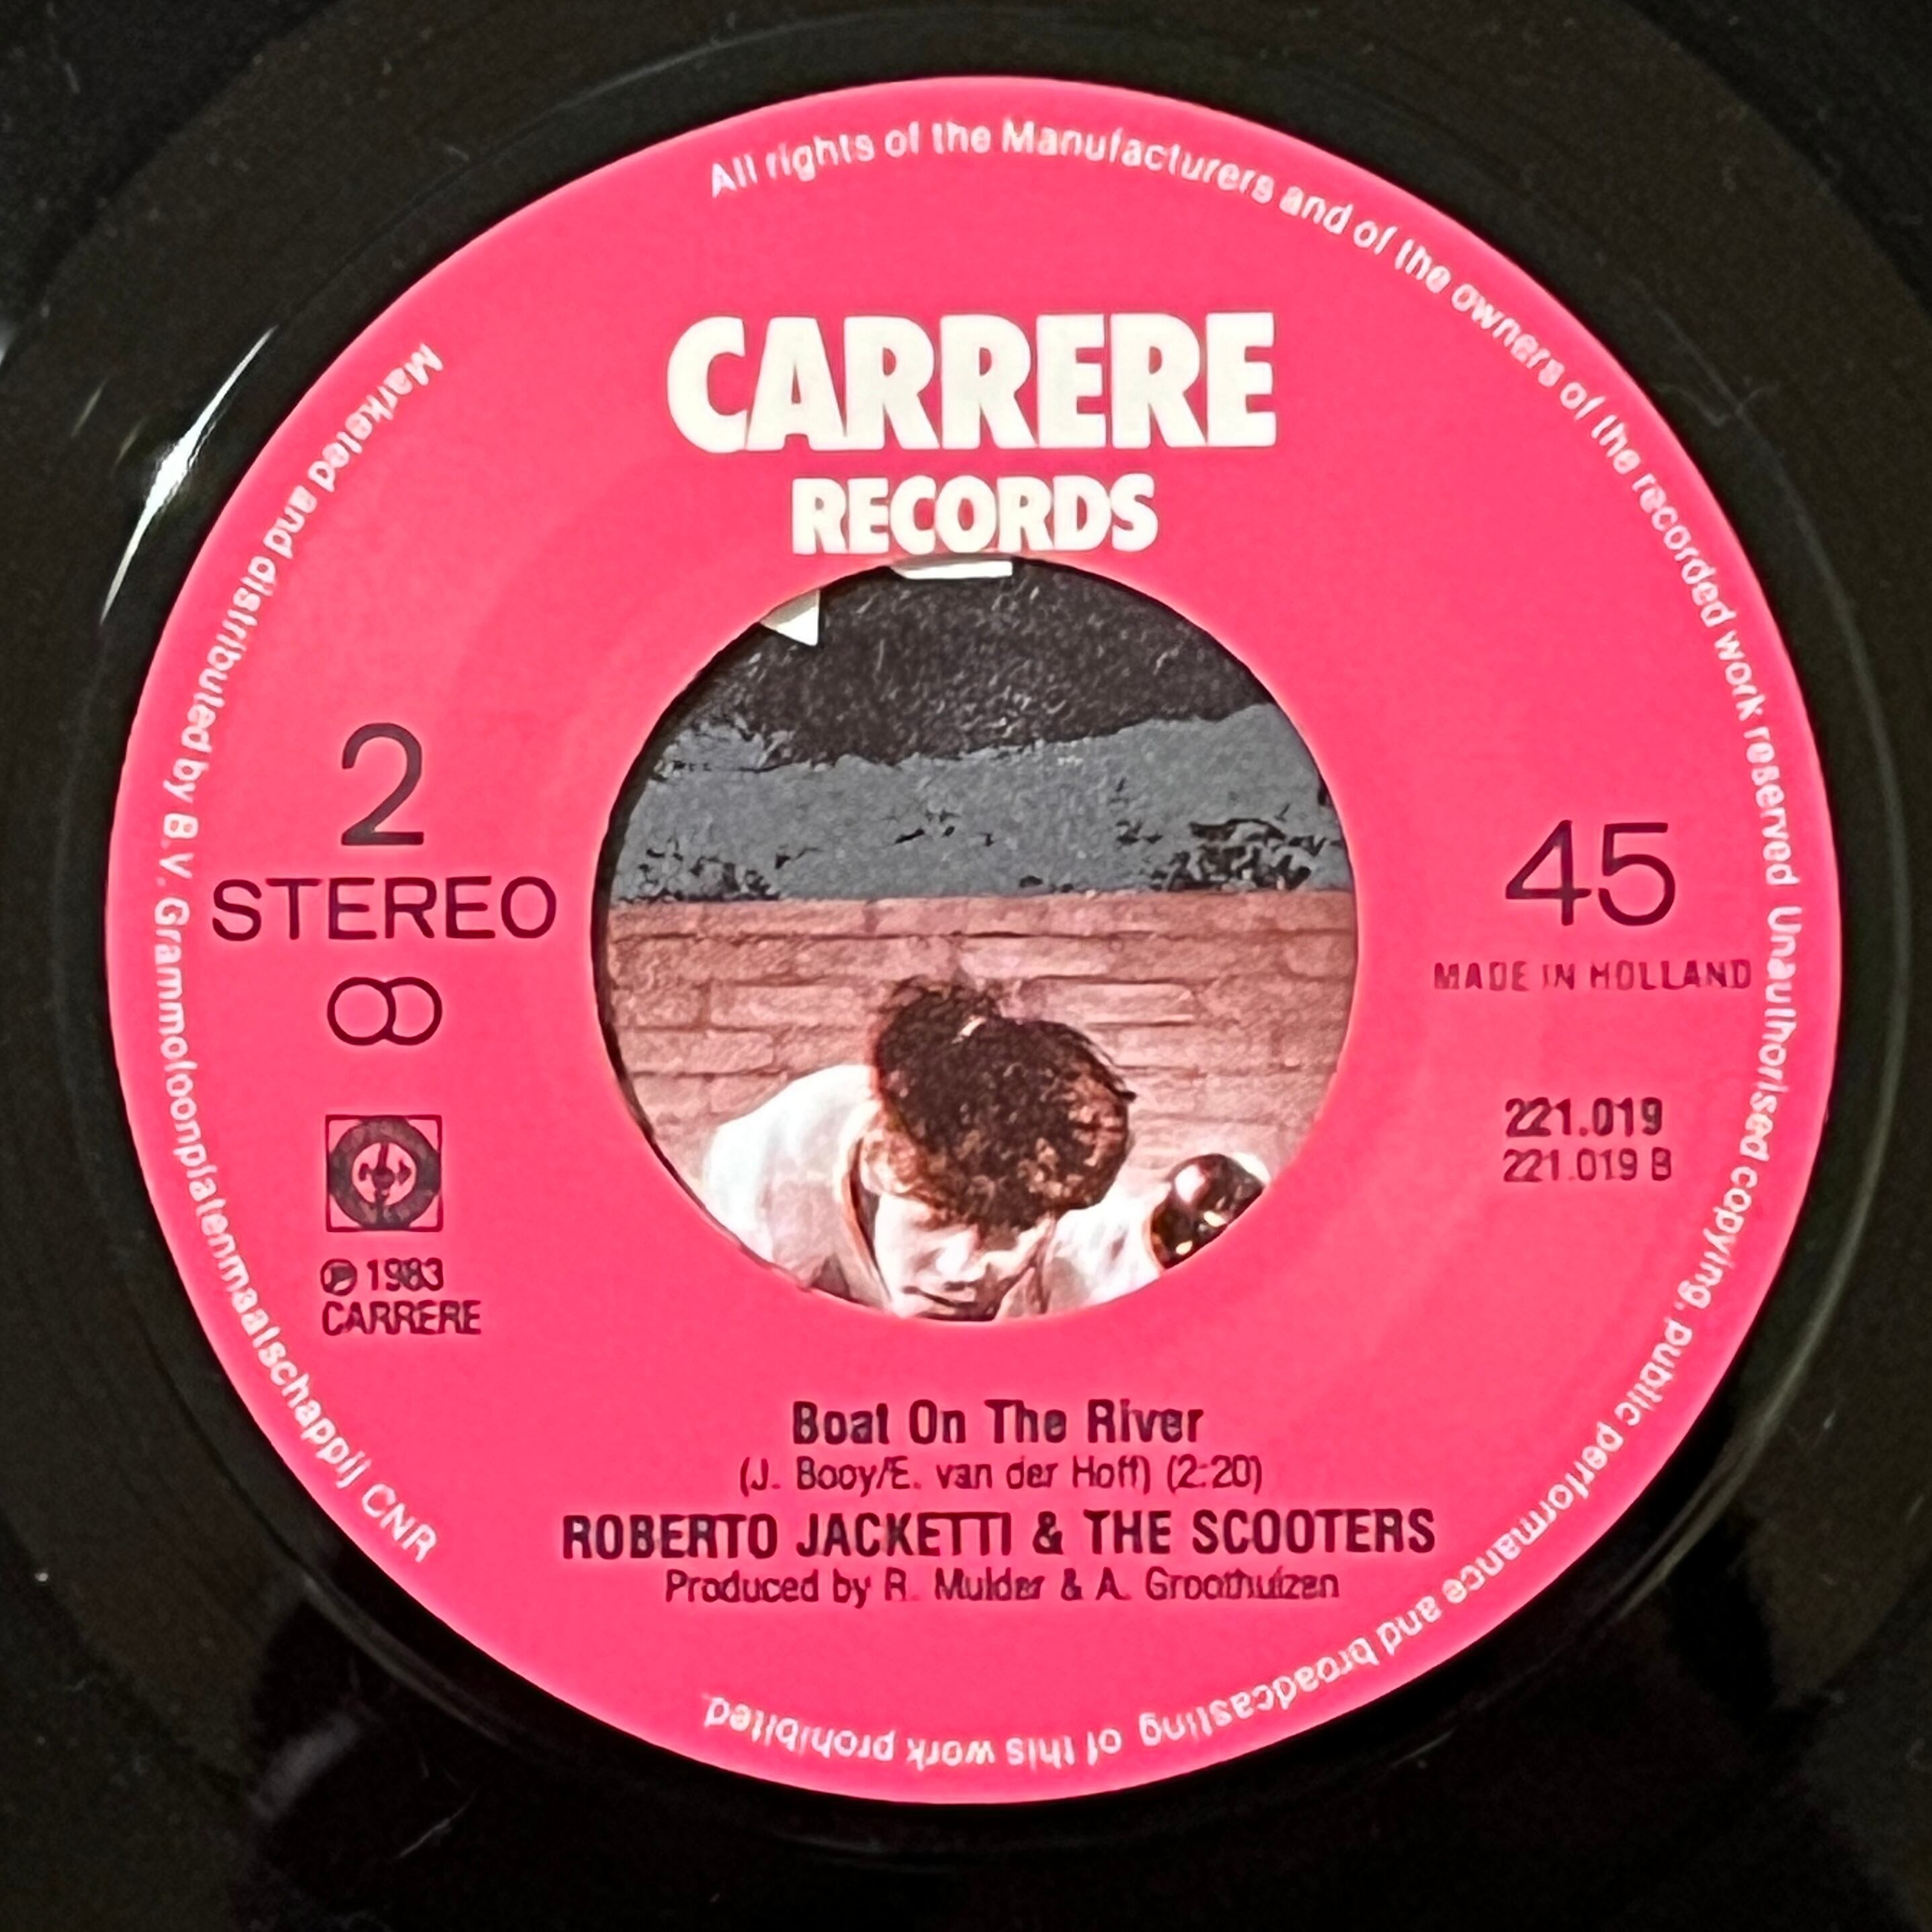 All rights of the Manufacturers and of the owners of the recorded work reserved Unauthorised copying, public performance and broadcasting of this work prohibited.
Marketed and distributed by B.V. Grammofoonplatenmaatschappij CNR
CARRERE
RECORDS
2
STEREO
45
MADE IN HOLLAND
221.019
221.019 B
℗ 1983
CARRERE
Boat On The River
(J. Booy/E. van der Hoff) (2:20)
ROBERTO JACKETTI & THE SCOOTERS
Produced by R. Mulder & A. Groothuizen